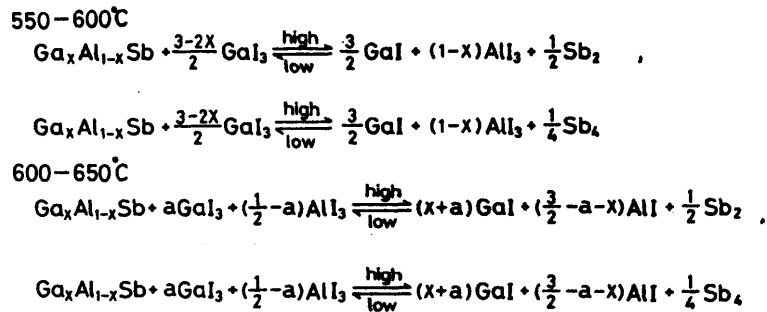 550-600℃
GaₓAl₁₋ₓSb + 3-2X/2 GaI₃ high ⇌ low 3/2 GaI + (1-X)AlI₃ + 1/2 Sb₂ ,
GaₓAl₁₋ₓSb + 3-2X/2 GaI₃ high ⇌ low 3/2 GaI + (1-X)AlI₃ + 1/4 Sb₄
600-650℃
GaₓAl₁₋ₓSb + aGaI₃ + (1/2-a)AlI₃ high ⇌ low (x+a)GaI + (3/2-a-X)AlI + 1/2 Sb₂ ,
GaₓAl₁₋ₓSb + aGaI₃ + (1/2-a)AlI₃ high ⇌ low (x+a)GaI + (3/2-a-X)AlI + 1/4 Sb₄